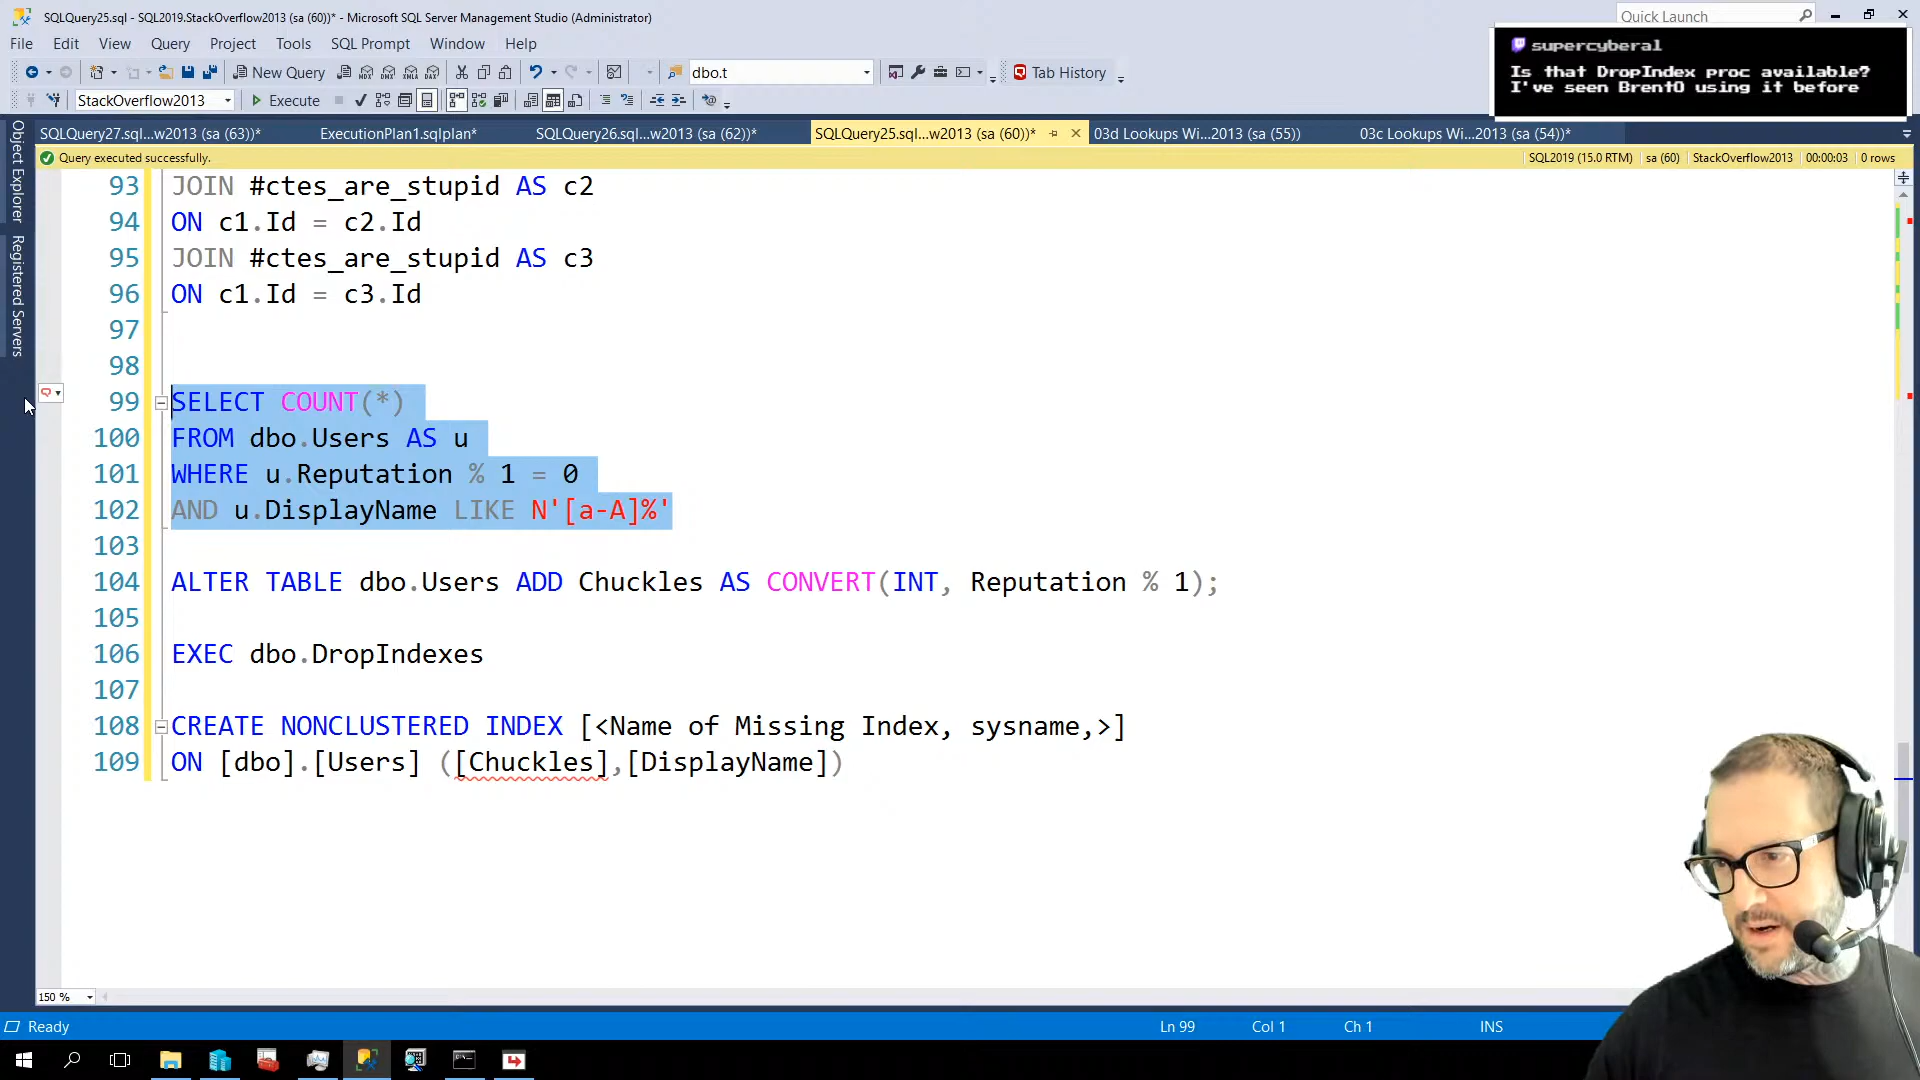 SQLQuery25.sql - SQL2019.StackOverflow2013 (sa (60))* - Microsoft SQL Server Management Studio (Administrator)
Quick Launch
File Edit View Query Project Tools SQL Prompt Window Help
supercyberal
Is that DropIndex proc available?
I've seen BrentO using it before
New Query
dbo.t
Tab History
StackOverflow2013
Execute
SQLQuery27.sql...w2013 (sa (63))*
ExecutionPlan1.sqlplan*
SQLQuery26.sql...w2013 (sa (62))*
SQLQuery25.sql...w2013 (sa (60))*
03d Lookups Wi...2013 (sa (55))
03c Lookups Wi...2013 (sa (54))*
Query executed successfully.
SQL2019 (15.0 RTM) sa (60) StackOverflow2013 00:00:03 0 rows
Object Explorer
Registered Servers
93 JOIN #ctes_are_stupid AS c2
94 ON c1.Id = c2.Id
95 JOIN #ctes_are_stupid AS c3
96 ON c1.Id = c3.Id
97
98
99 SELECT COUNT(*)
100 FROM dbo.Users AS u
101 WHERE u.Reputation % 1 = 0
102 AND u.DisplayName LIKE N'[a-A]%'
103
104 ALTER TABLE dbo.Users ADD Chuckles AS CONVERT(INT, Reputation % 1);
105
106 EXEC dbo.DropIndexes
107
108 CREATE NONCLUSTERED INDEX [<Name of Missing Index, sysname,>]
109 ON [dbo].[Users] ([Chuckles],[DisplayName])
150 %
Ready
Ln 99
Col 1
Ch 1
INS